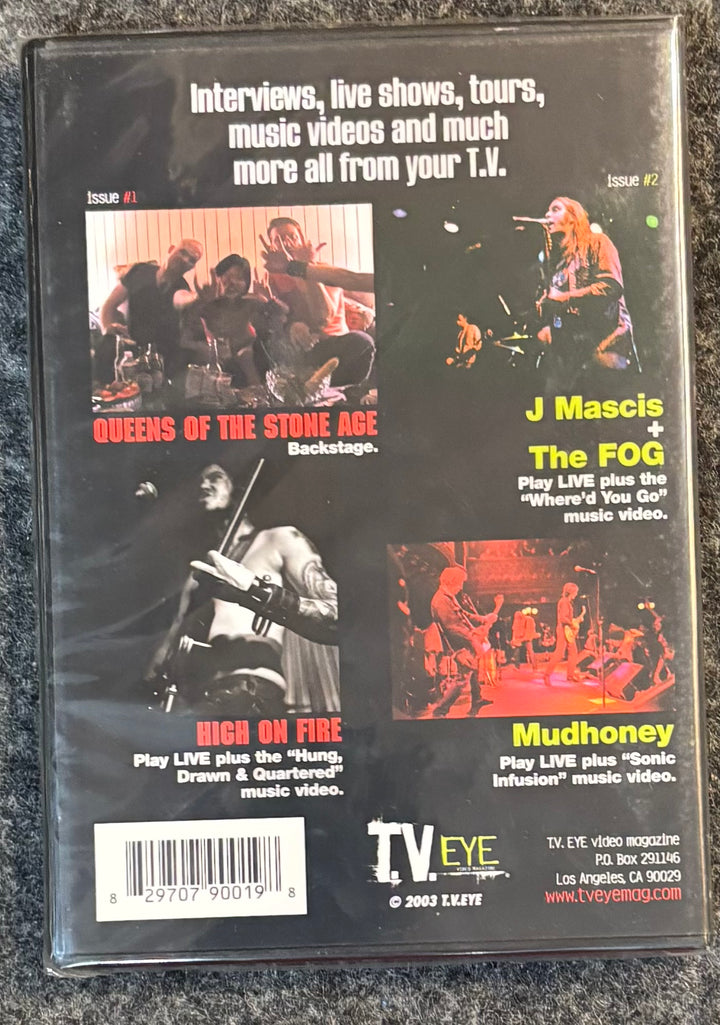 Interviews, live shows, tours,
music videos and much
more all from your T.V.
issue #1
QUEENS OF THE STONE AGE
Backstage.
HIGH ON FIRE
Play LIVE plus the “Hung,
Drawn & Quartered”
music video.
issue #2
J Mascis
+
The FOG
Play LIVE plus the
“Where’d You Go”
music video.
Mudhoney
Play LIVE plus “Sonic
Infusion” music video.
8 29707 90019 8
T.V. EYE
VIDEO MAGAZINE
© 2003 T.V.EYE
T.V. EYE video magazine
P.O. Box 291146
Los Angeles, CA 90029
www.tveyemag.com